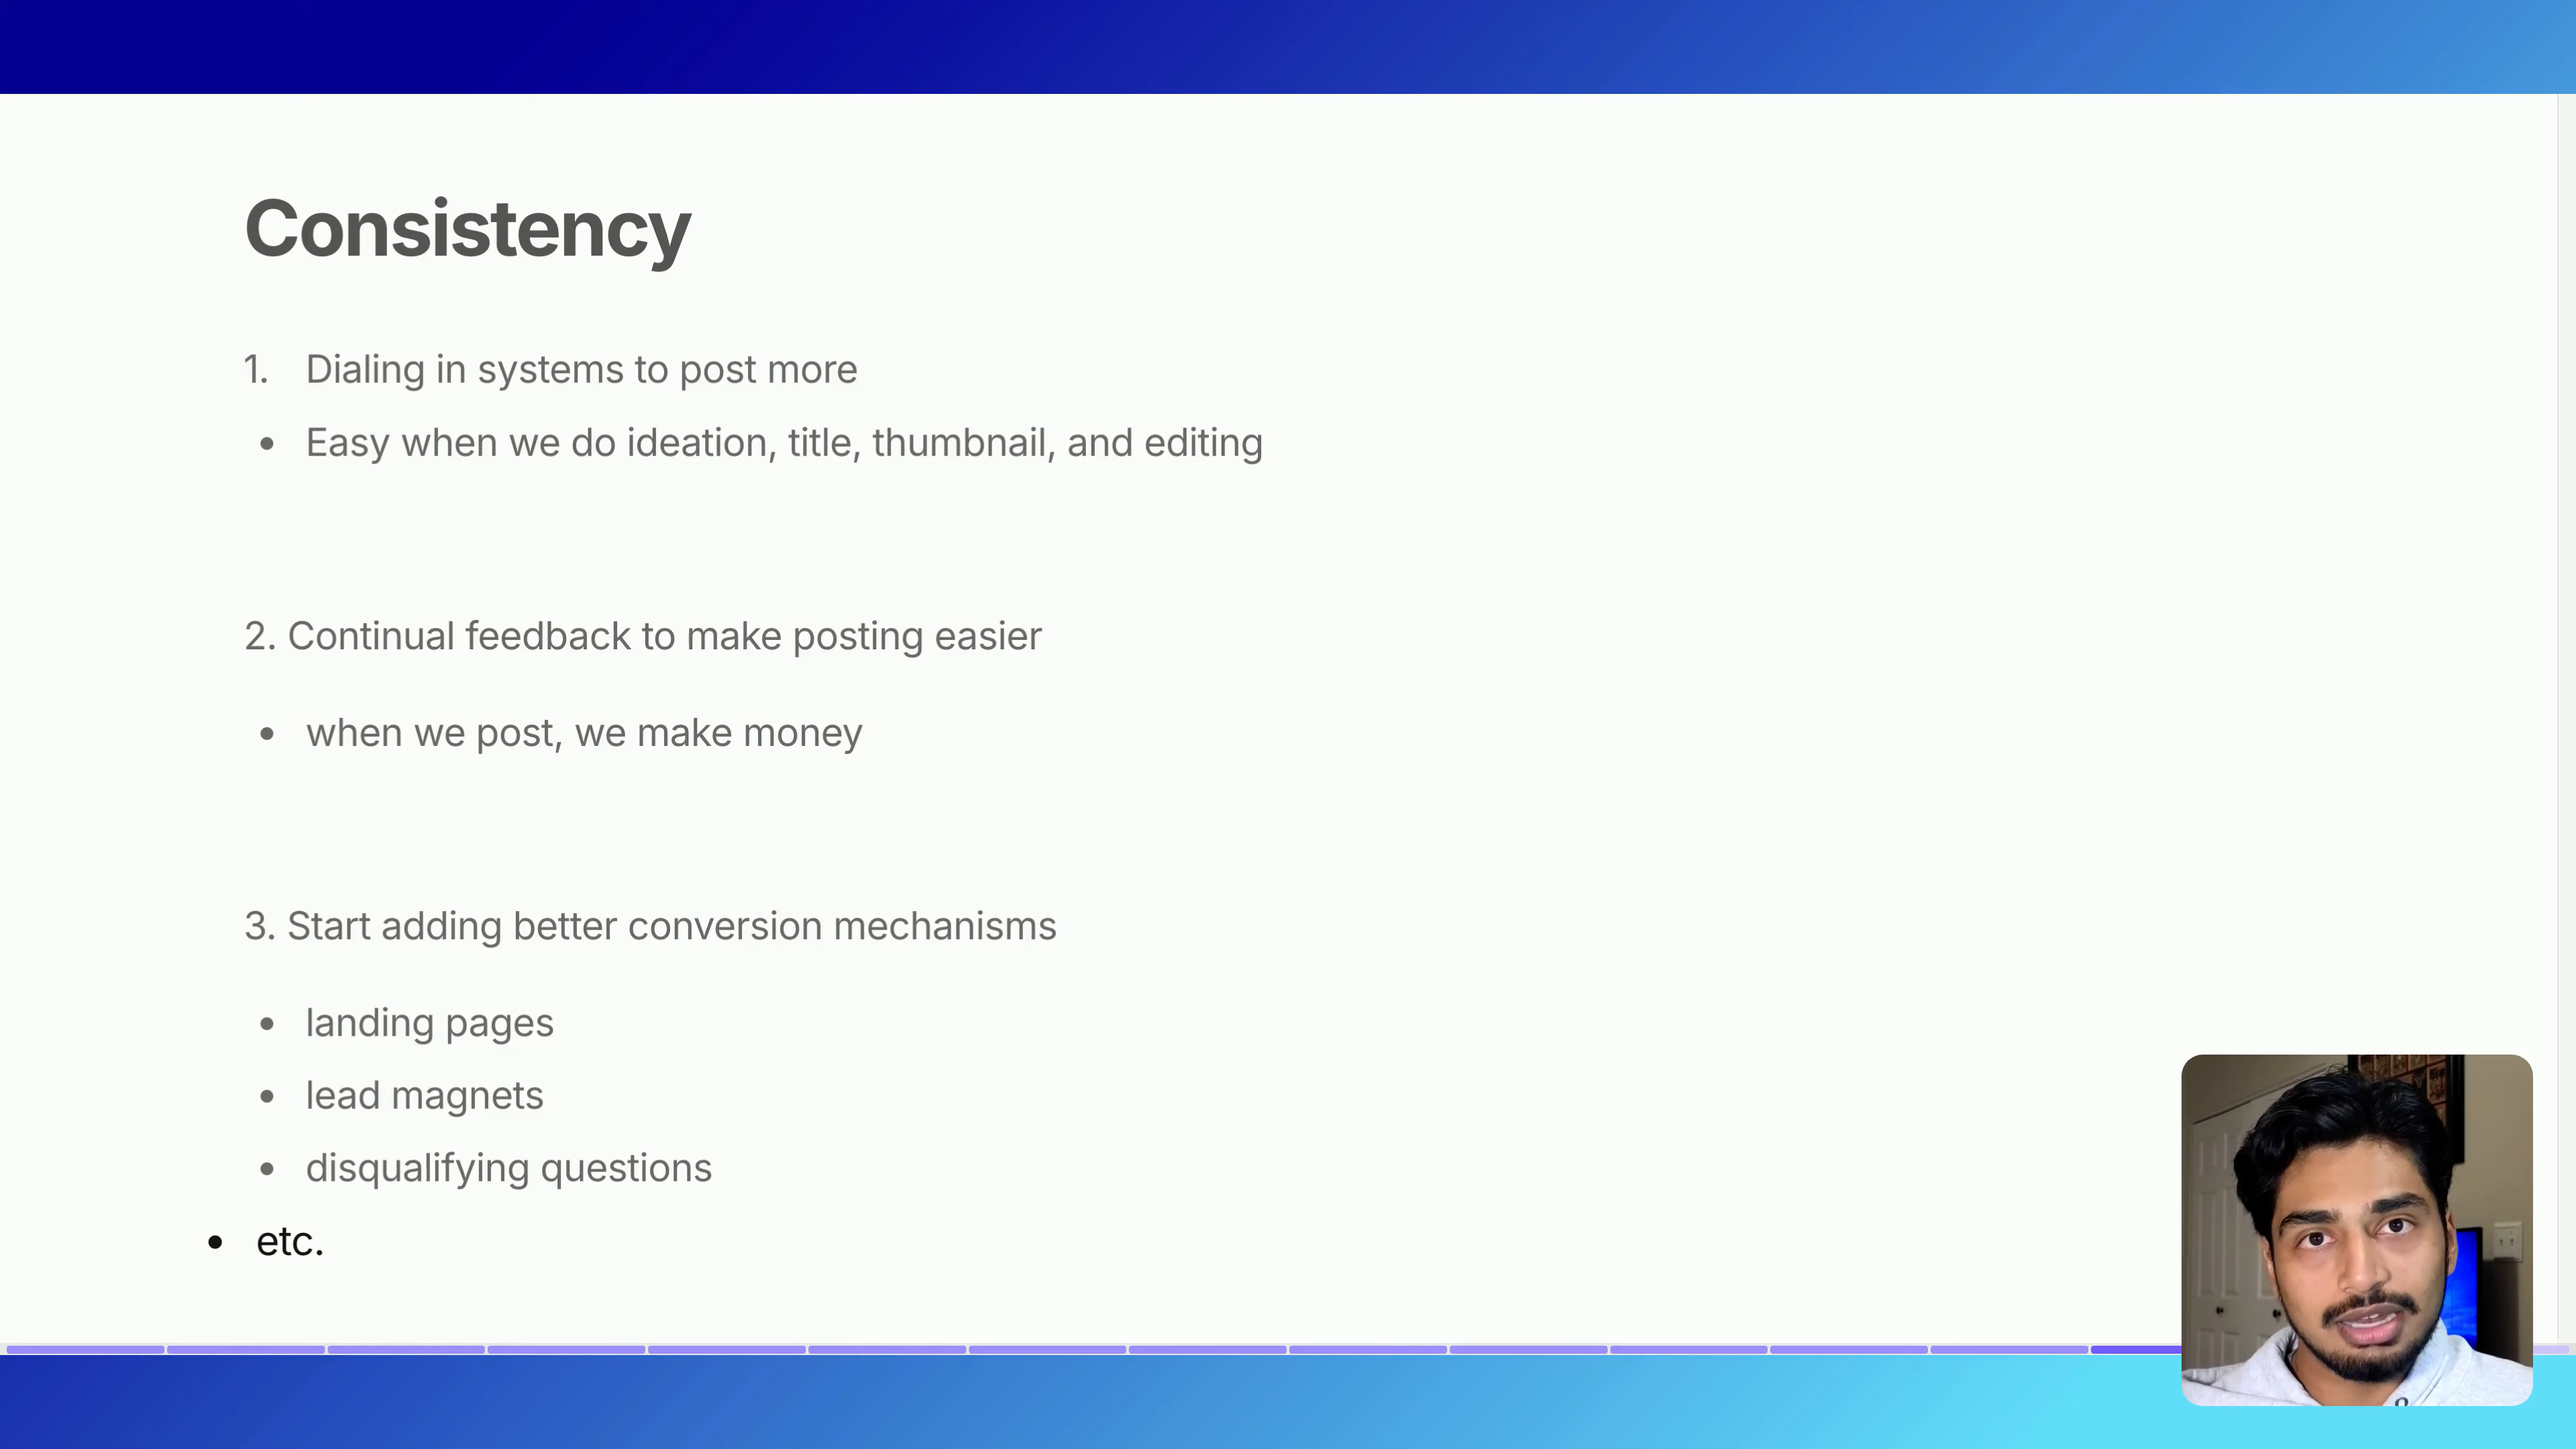 Consistency
1. Dialing in systems to post more
• Easy when we do ideation, title, thumbnail, and editing
2. Continual feedback to make posting easier
• when we post, we make money
3. Start adding better conversion mechanisms
• landing pages
• lead magnets
• disqualifying questions
• etc.